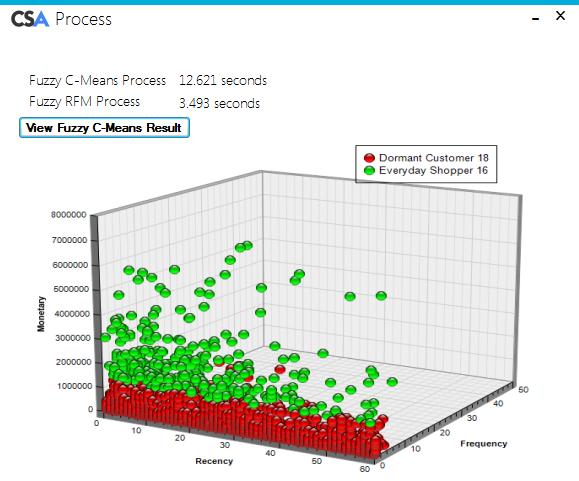 CSA Process
Fuzzy C-Means Process 12.621 seconds
Fuzzy RFM Process 3.493 seconds
View Fuzzy C-Means Result
Dormant Customer 18
Everyday Shopper 16
8000000
7000000
6000000
5000000
4000000
3000000
2000000
1000000
0
Monetary
0 10 20 30 40 50 60
Recency
0 10 20 30 40 50
Frequency